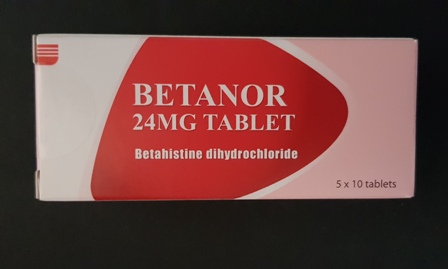 BETANOR
24MG TABLET
Betahistine dihydrochloride
5 x 10 tablets